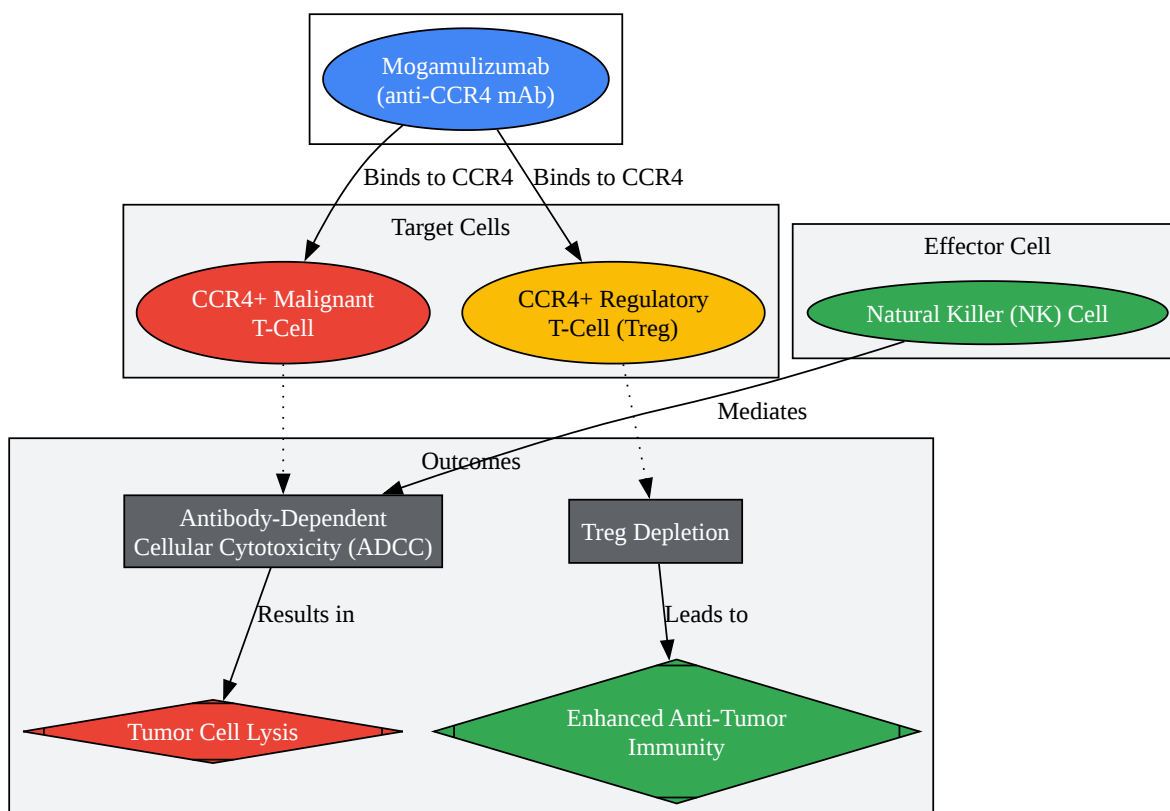 Mogamulizumab
(anti-CCR4 mAb)
Binds to CCR4
Binds to CCR4
Target Cells
Effector Cell
CCR4+ Malignant
T-Cell
CCR4+ Regulatory
T-Cell (Treg)
Natural Killer (NK) Cell
Mediates
Outcomes
Antibody-Dependent
Cellular Cytotoxicity (ADCC)
Treg Depletion
Results in
Leads to
Tumor Cell Lysis
Enhanced Anti-Tumor
Immunity